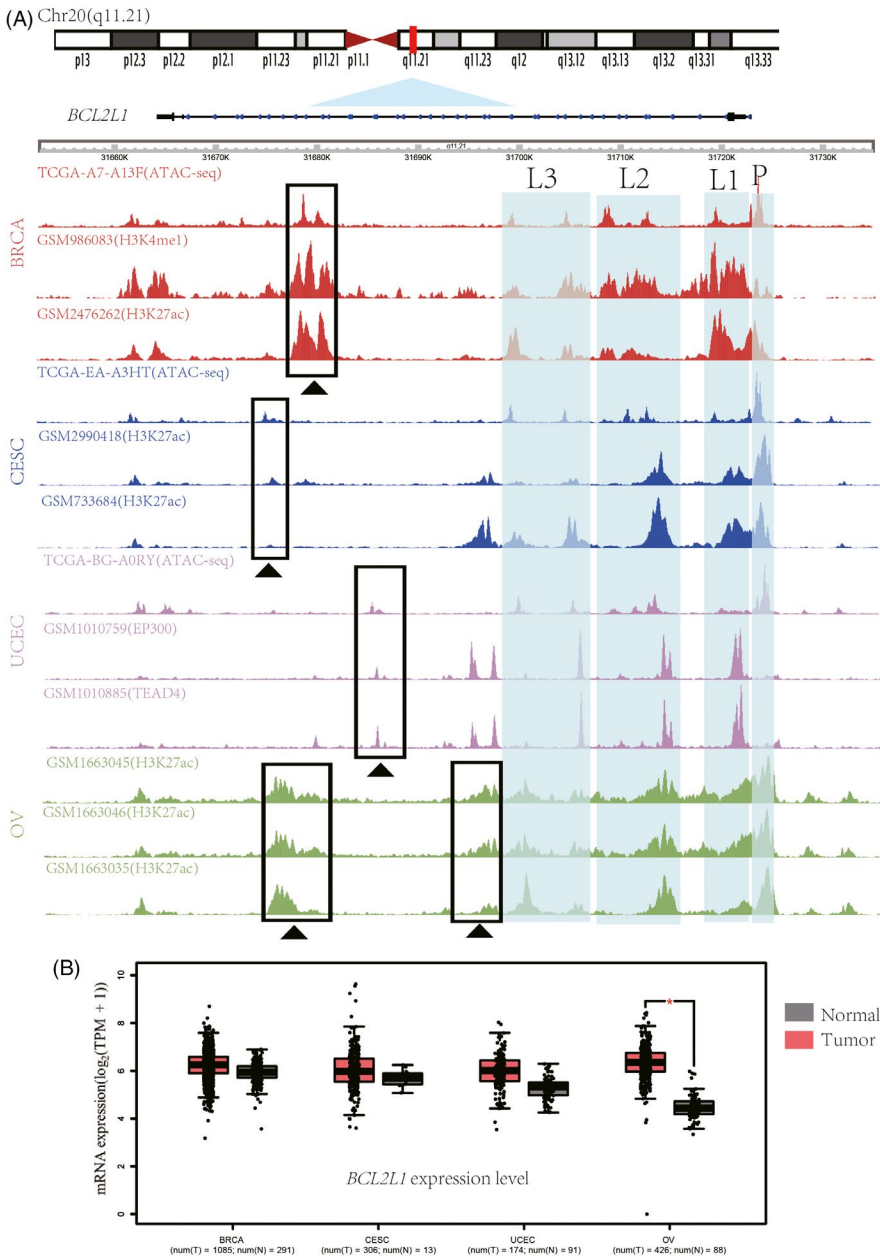 (A) Chr20(q11.21)
p13 p12.3 p12.2 p12.1 p11.23 p11.21 p11.1 q11.21 q11.23 q12 q13.12 q13.13 q13.2 q13.31 q13.33
BCL2L1
q11.21
31660K 31670K 31680K 31690K 31700K 31710K 31720K 31730K
L3 L2 L1 P
BRCA
TCGA-A7-A13F(ATAC-seq)
GSM986083(H3K4me1)
GSM2476262(H3K27ac)
CESC
TCGA-EA-A3HT(ATAC-seq)
GSM2990418(H3K27ac)
GSM733684(H3K27ac)
UCEC
TCGA-BG-A0RY(ATAC-seq)
GSM1010759(EP300)
GSM1010885(TEAD4)
OV
GSM1663045(H3K27ac)
GSM1663046(H3K27ac)
GSM1663035(H3K27ac)
(B)
mRNA expression(log₂(TPM + 1))
10
8
6
4
2
0
*
Normal
Tumor
BCL2L1 expression level
BRCA CESC UCEC OV
(num(T) = 1085; num(N) = 291) (num(T) = 306; num(N) = 13) (num(T) = 174; num(N) = 91) (num(T) = 426; num(N) = 88)